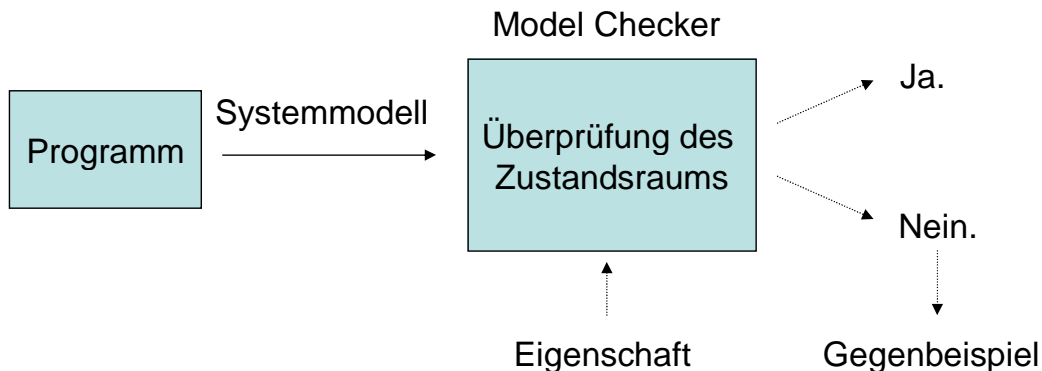 Model Checker
Programm
Systemmodell
Überprüfung des
Zustandsraums
Ja.
Nein.
Eigenschaft
Gegenbeispiel